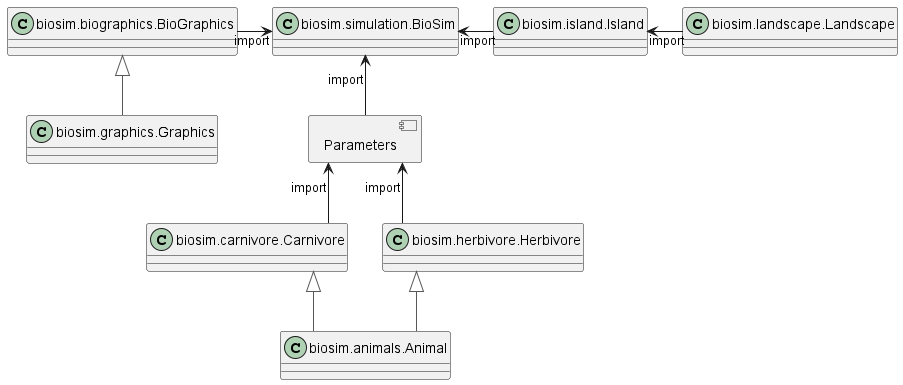 C biosim.biographics.BioGraphics
import
C biosim.simulation.BioSim
import
C biosim.island.Island
import
C biosim.landscape.Landscape
import
C biosim.graphics.Graphics
Parameters
import
import
C biosim.carnivore.Carnivore
C biosim.herbivore.Herbivore
C biosim.animals.Animal